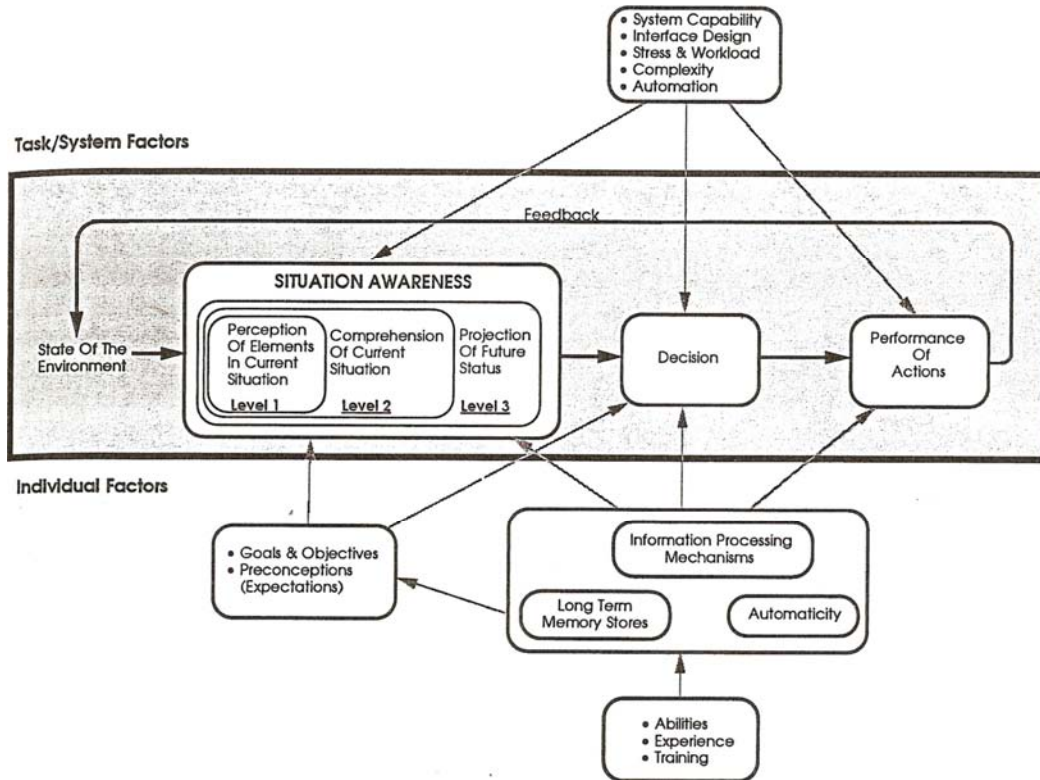 • System Capability
• Interface Design
• Stress & Workload
• Complexity
• Automation
Task/System Factors
Feedback
SITUATION AWARENESS
State Of The
Environment
Perception
Of Elements
In Current
Situation
Level 1
Comprehension
Of Current
Situation
Level 2
Projection
Of Future
Status
Level 3
Decision
Performance
Of
Actions
Individual Factors
• Goals & Objectives
• Preconceptions
(Expectations)
Information Processing
Mechanisms
Long Term
Memory Stores
Automaticity
• Abilities
• Experience
• Training